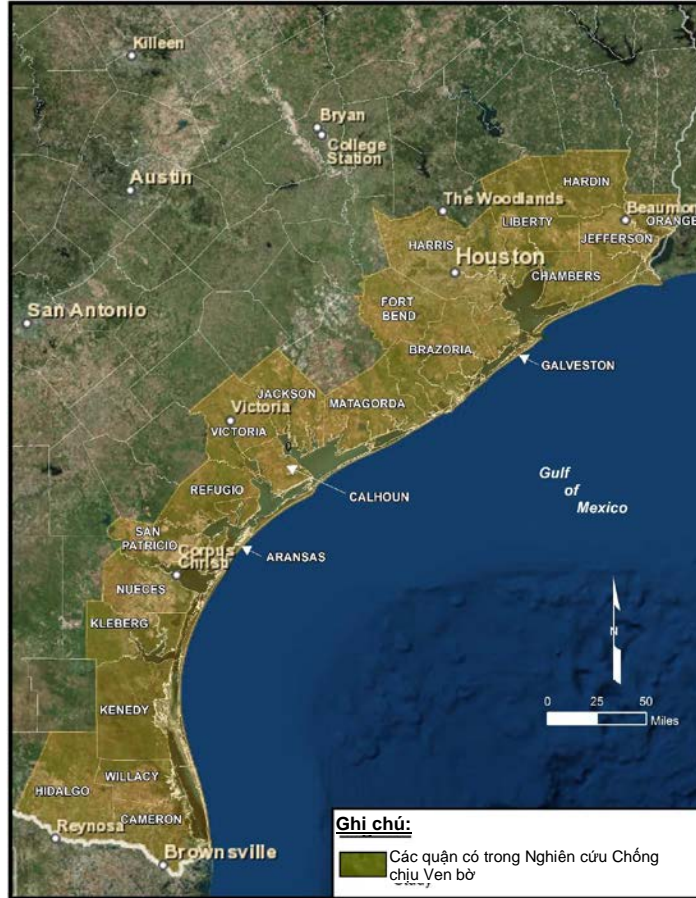 Killeen
Bryan
College
Station
Austin
HARDIN
The Woodlands
Beaumon
LIBERTY
ORANGE
HARRIS
JEFFERSON
Houston
CHAMBERS
San Antonio
FORT
BEND
BRAZORIA
GALVESTON
JACKSON
MATAGORDA
Victoria
VICTORIA
Gulf
of
Mexico
REFUGIO
CALHOUN
SAN
PATRICIO
Corpus
Christi
ARANSAS
NUECES
KLEBERG
N
0 25 50
Miles
KENEDY
WILLACY
HIDALGO
CAMERON
Reynosa
Brownsville
Ghi chú:
Các quận có trong Nghiên cứu Chống
chịu Ven bờ